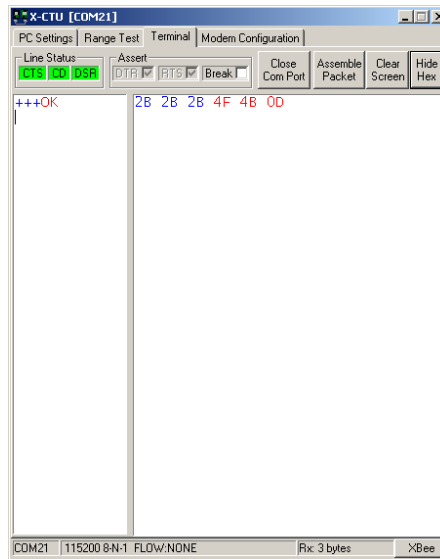 X-CTU [COM21]
PC Settings Range Test Terminal Modem Configuration
Line Status Assert
CTS CD DSR DTR RTS Break Close Com Port Assemble Packet Clear Screen Hide Hex
+++OK 2B 2B 2B 4F 4B 0D
COM21 115200 8-N-1 FLOW:NONE Rx: 3 bytes XBee